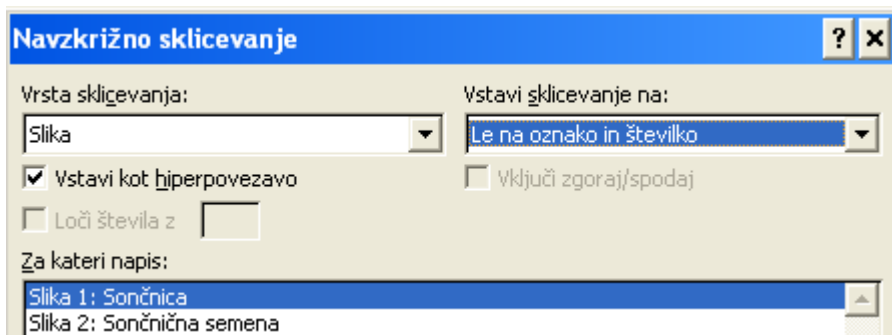 Navzkrižno sklicevanje
Vrsta sklicevanja:
Slika
Vstavi sklicevanje na:
Le na oznako in številko
Vstavi kot hiperpovezavo
Vključi zgoraj/spodaj
Loči števila z
Za kateri napis:
Slika 1: Sončnica
Slika 2: Sončnična semena